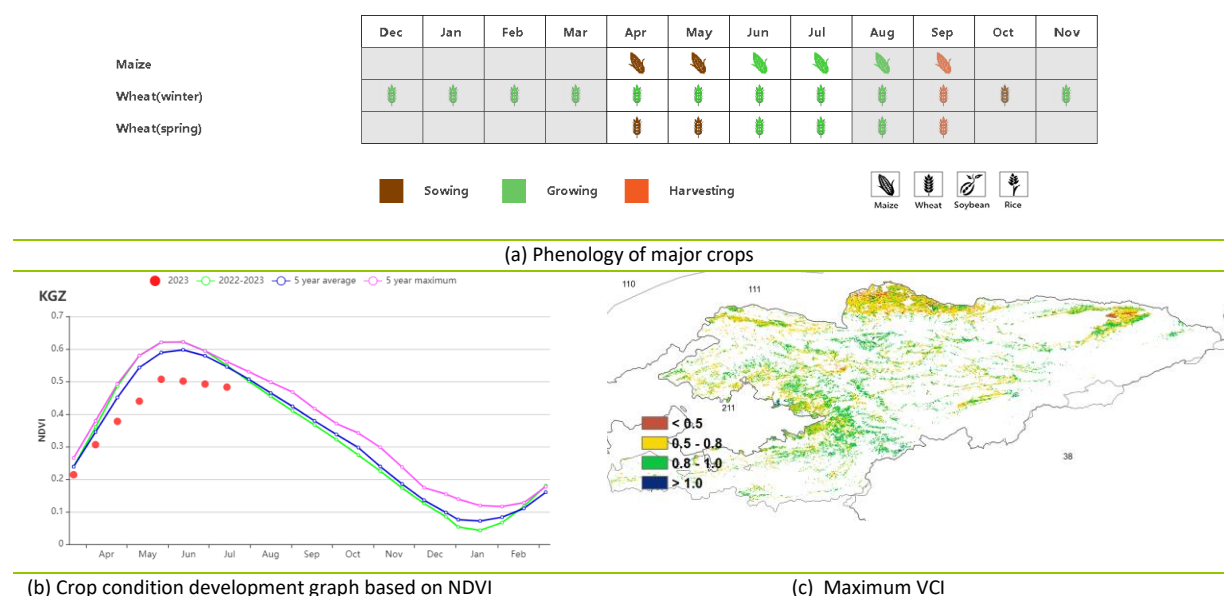 Dec Jan Feb Mar Apr May Jun Jul Aug Sep Oct Nov
Maize
Wheat(winter)
Wheat(spring)
Sowing Growing Harvesting
Maize Wheat Soybean Rice
(a) Phenology of major crops
2023 2022-2023 5 year average 5 year maximum
KGZ
0.7
0.6
0.5
0.4
0.3
0.2
0.1
0
NDVI
Apr May Jun Jul Aug Sep Oct Nov Dec Jan Feb
110
111
211
38
< 0.5
0.5 - 0.8
0.8 - 1.0
> 1.0
(b) Crop condition development graph based on NDVI
(c) Maximum VCI